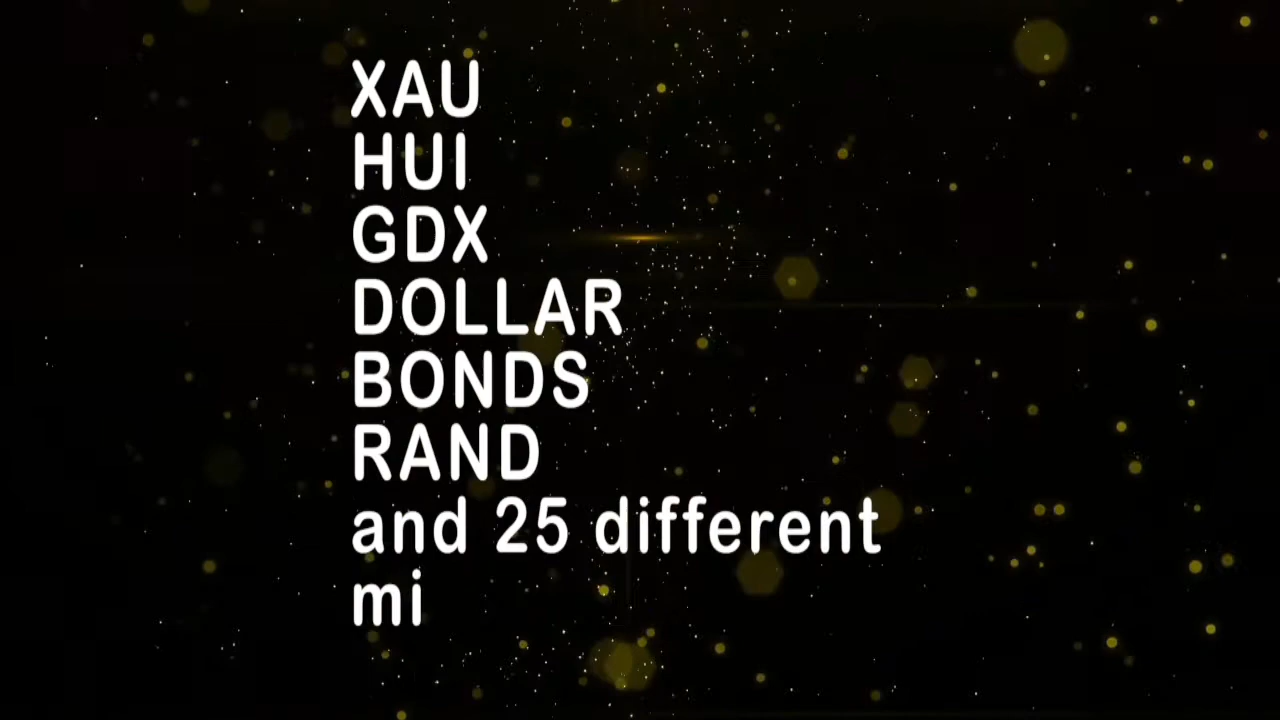 XAU
HUI
GDX
DOLLAR
BONDS
RAND
and 25 different
mi